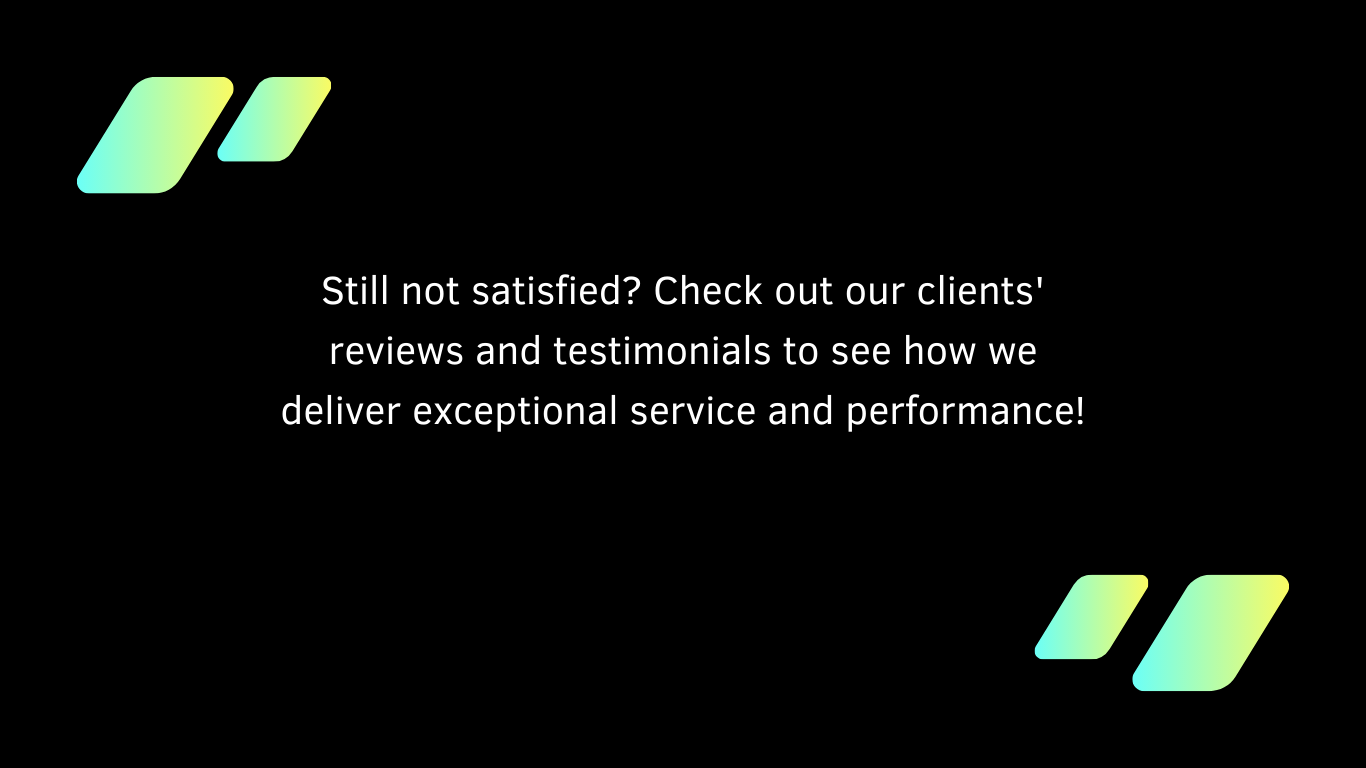 Still not satisfied? Check out our clients'
reviews and testimonials to see how we
deliver exceptional service and performance!